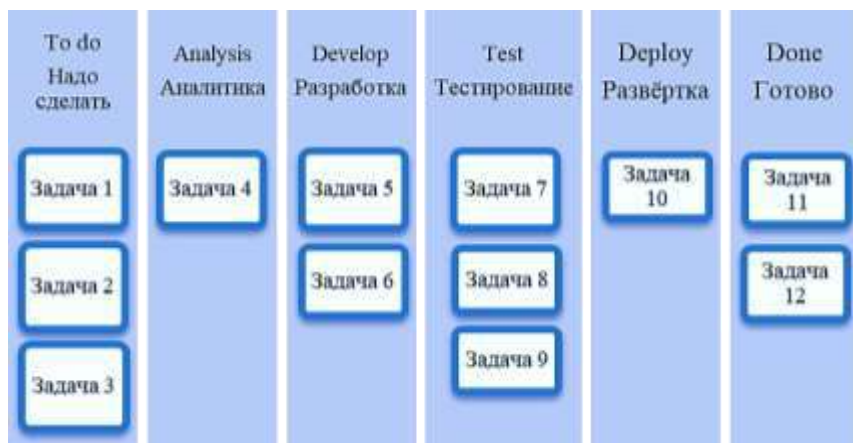 To do
Надо
сделать
Analysis
Аналитика
Develop
Разработка
Test
Тестирование
Deploy
Развёртка
Done
Готово
Задача 1
Задача 2
Задача 3
Задача 4
Задача 5
Задача 6
Задача 7
Задача 8
Задача 9
Задача
10
Задача
11
Задача
12